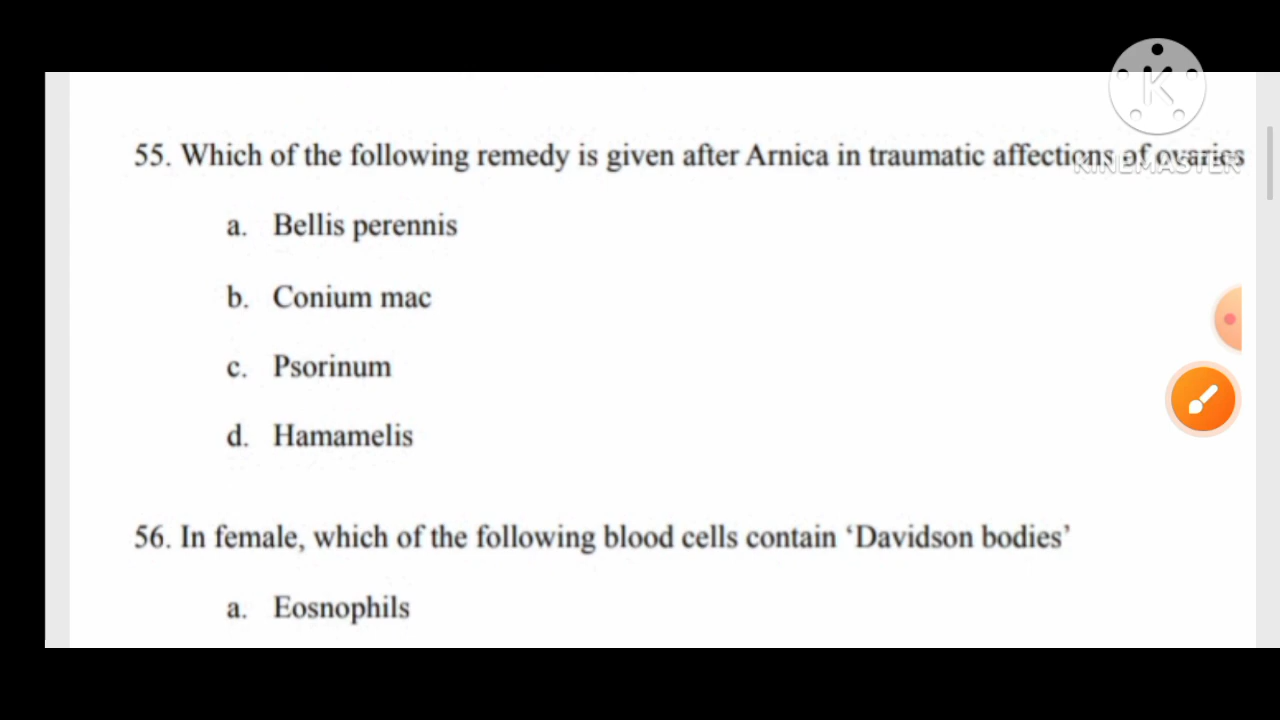 55. Which of the following remedy is given after Arnica in traumatic affections of ovaries
KINEMASTER
a. Bellis perennis
b. Conium mac
c. Psorinum
d. Hamamelis
56. In female, which of the following blood cells contain ‘Davidson bodies’
a. Eosnophils